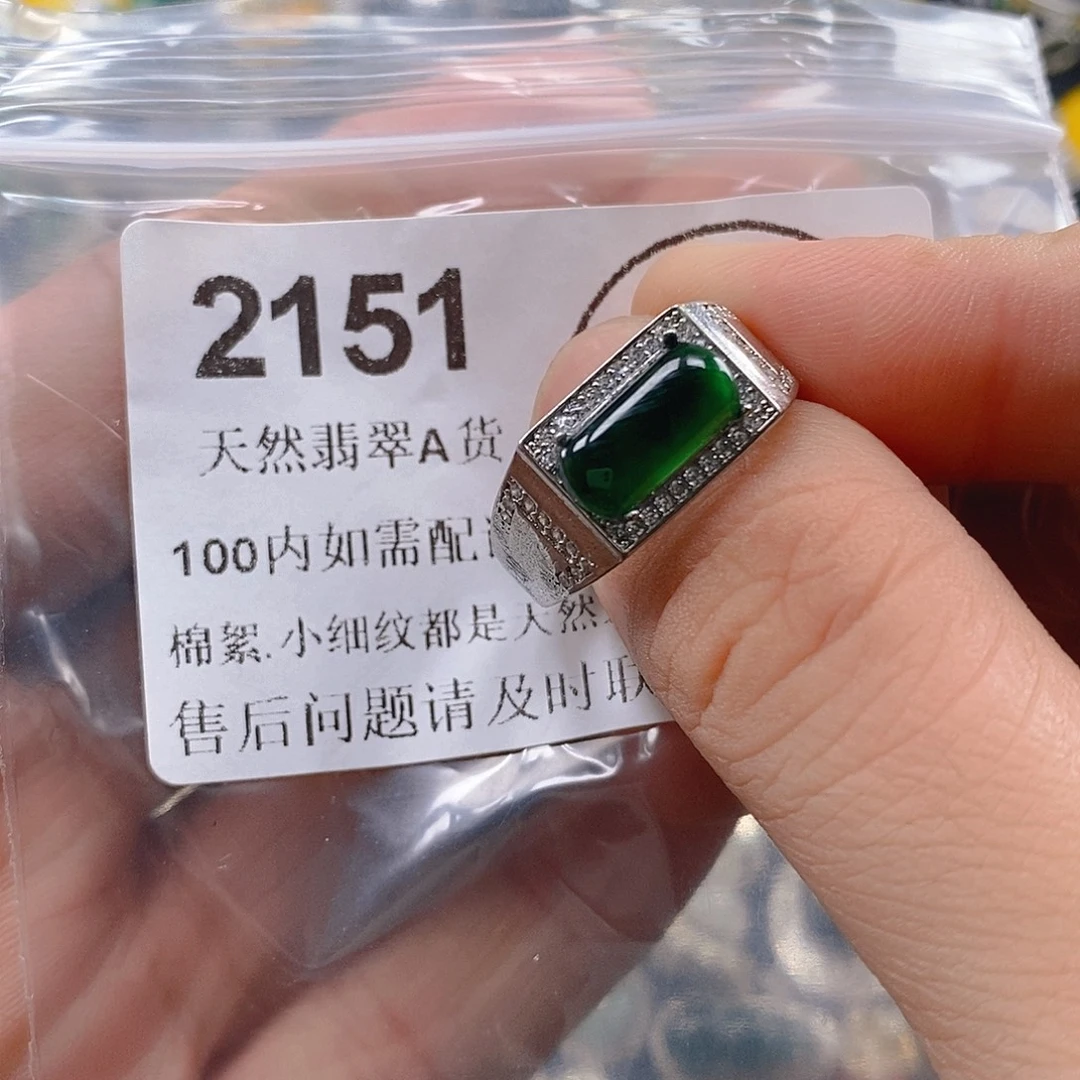 2151
天然翡翠A货
100内如需配
棉絮.小细纹都是天然
售后问题请及时联